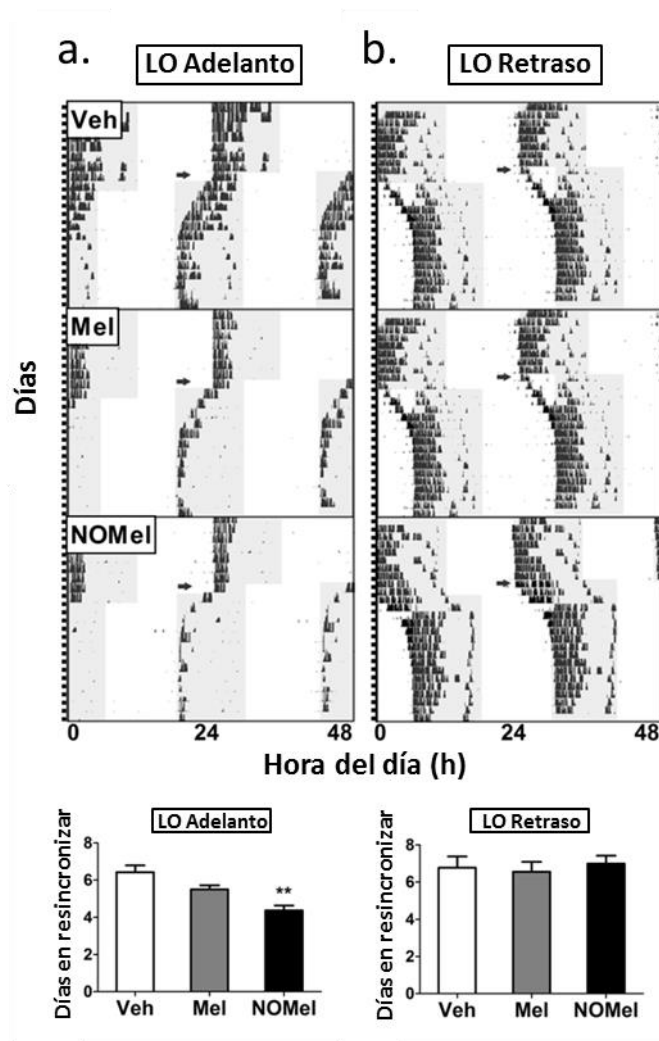 a.
LO Adelanto
b.
LO Retraso
Veh
Mel
NOMel
Días
0 24 48 0 24 48
Hora del día (h)
LO Adelanto
Días en resincronizar
8
6
4
2
0
**
Veh Mel NOMel
LO Retraso
Días en resincronizar
8
6
4
2
0
Veh Mel NOMel